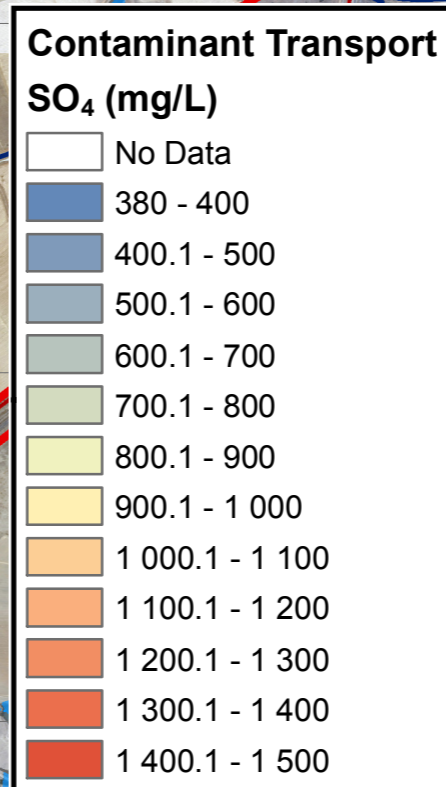 Contaminant Transport
SO₄ (mg/L)
No Data
380 - 400
400.1 - 500
500.1 - 600
600.1 - 700
700.1 - 800
800.1 - 900
900.1 - 1 000
1 000.1 - 1 100
1 100.1 - 1 200
1 200.1 - 1 300
1 300.1 - 1 400
1 400.1 - 1 500